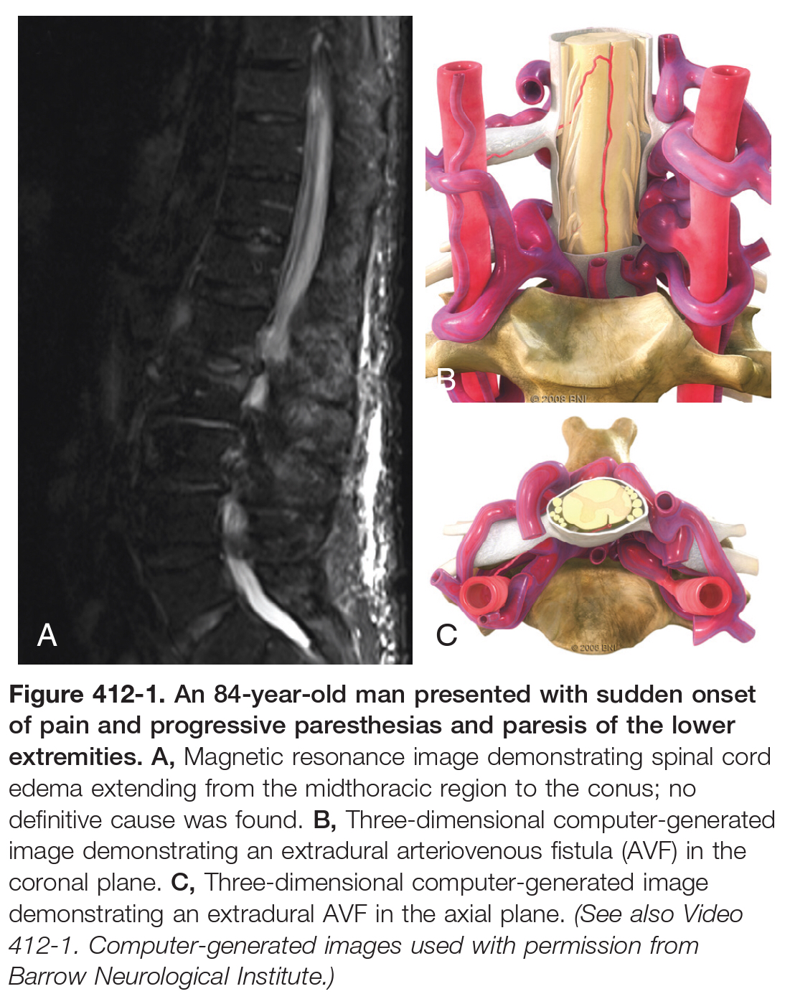 B
© 2008 BNI
A
C
© 2006 BNI
Figure 412-1. An 84-year-old man presented with sudden onset
of pain and progressive paresthesias and paresis of the lower
extremities. A, Magnetic resonance image demonstrating spinal cord
edema extending from the midthoracic region to the conus; no
definitive cause was found. B, Three-dimensional computer-generated
image demonstrating an extradural arteriovenous fistula (AVF) in the
coronal plane. C, Three-dimensional computer-generated image
demonstrating an extradural AVF in the axial plane. (See also Video
412-1. Computer-generated images used with permission from
Barrow Neurological Institute.)